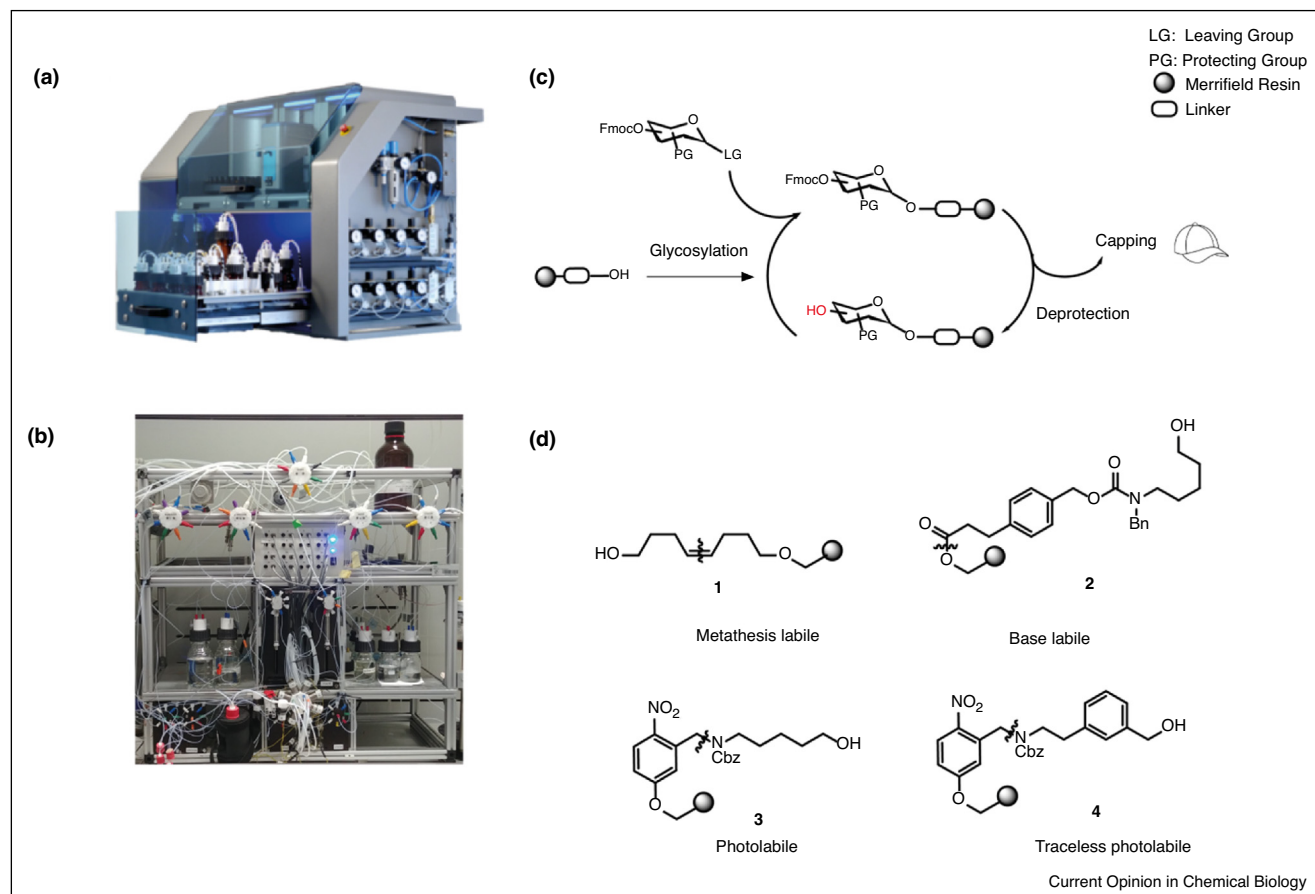 LG: Leaving Group
PG: Protecting Group
Merrifield Resin
Linker
(a)
(b)
(c)
FmocO
O
PG
LG
FmocO
O
PG
O
Glycosylation
OH
Capping
Deprotection
HO
O
PG
O
(d)
HO
O
1
Metathesis labile
OH
O
O
N
Bn
O
O
2
Base labile
NO2
N
Cbz
OH
O
3
Photolabile
NO2
N
Cbz
OH
O
4
Traceless photolabile
Current Opinion in Chemical Biology